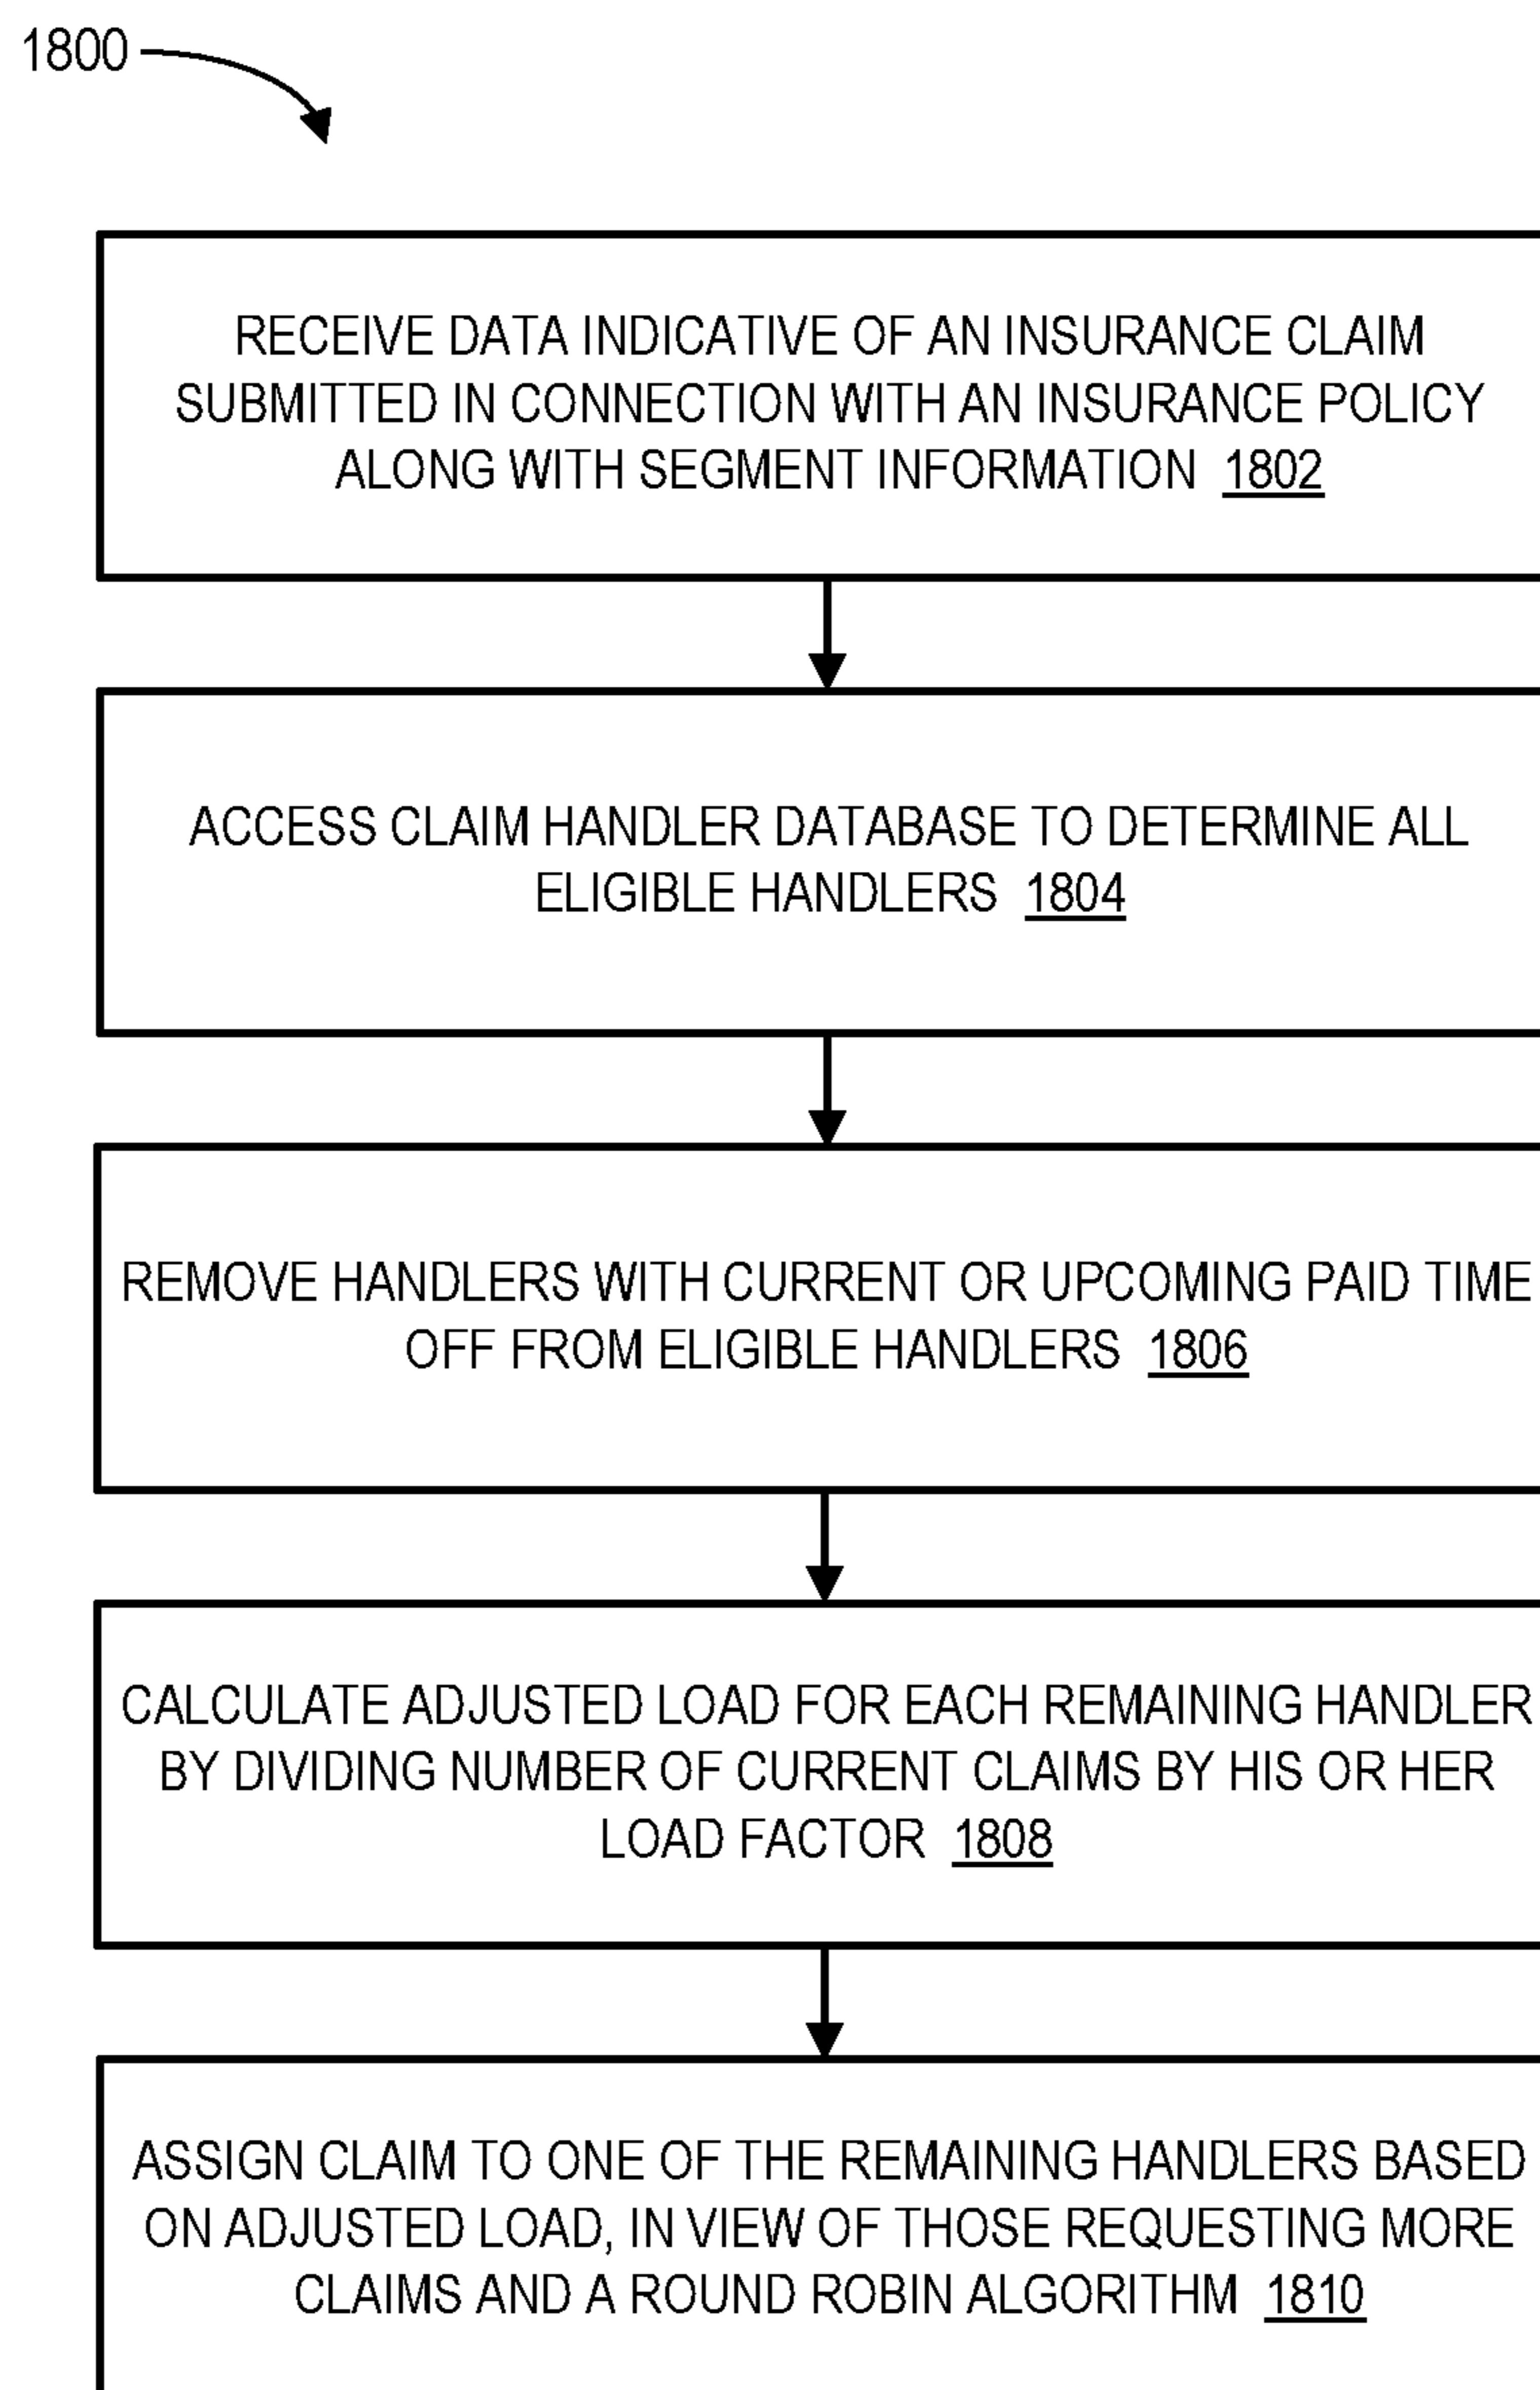 1800
RECEIVE DATA INDICATIVE OF AN INSURANCE CLAIM
SUBMITTED IN CONNECTION WITH AN INSURANCE POLICY
ALONG WITH SEGMENT INFORMATION 1802
ACCESS CLAIM HANDLER DATABASE TO DETERMINE ALL
ELIGIBLE HANDLERS 1804
REMOVE HANDLERS WITH CURRENT OR UPCOMING PAID TIME
OFF FROM ELIGIBLE HANDLERS 1806
CALCULATE ADJUSTED LOAD FOR EACH REMAINING HANDLER
BY DIVIDING NUMBER OF CURRENT CLAIMS BY HIS OR HER
LOAD FACTOR 1808
ASSIGN CLAIM TO ONE OF THE REMAINING HANDLERS BASED
ON ADJUSTED LOAD, IN VIEW OF THOSE REQUESTING MORE
CLAIMS AND A ROUND ROBIN ALGORITHM 1810